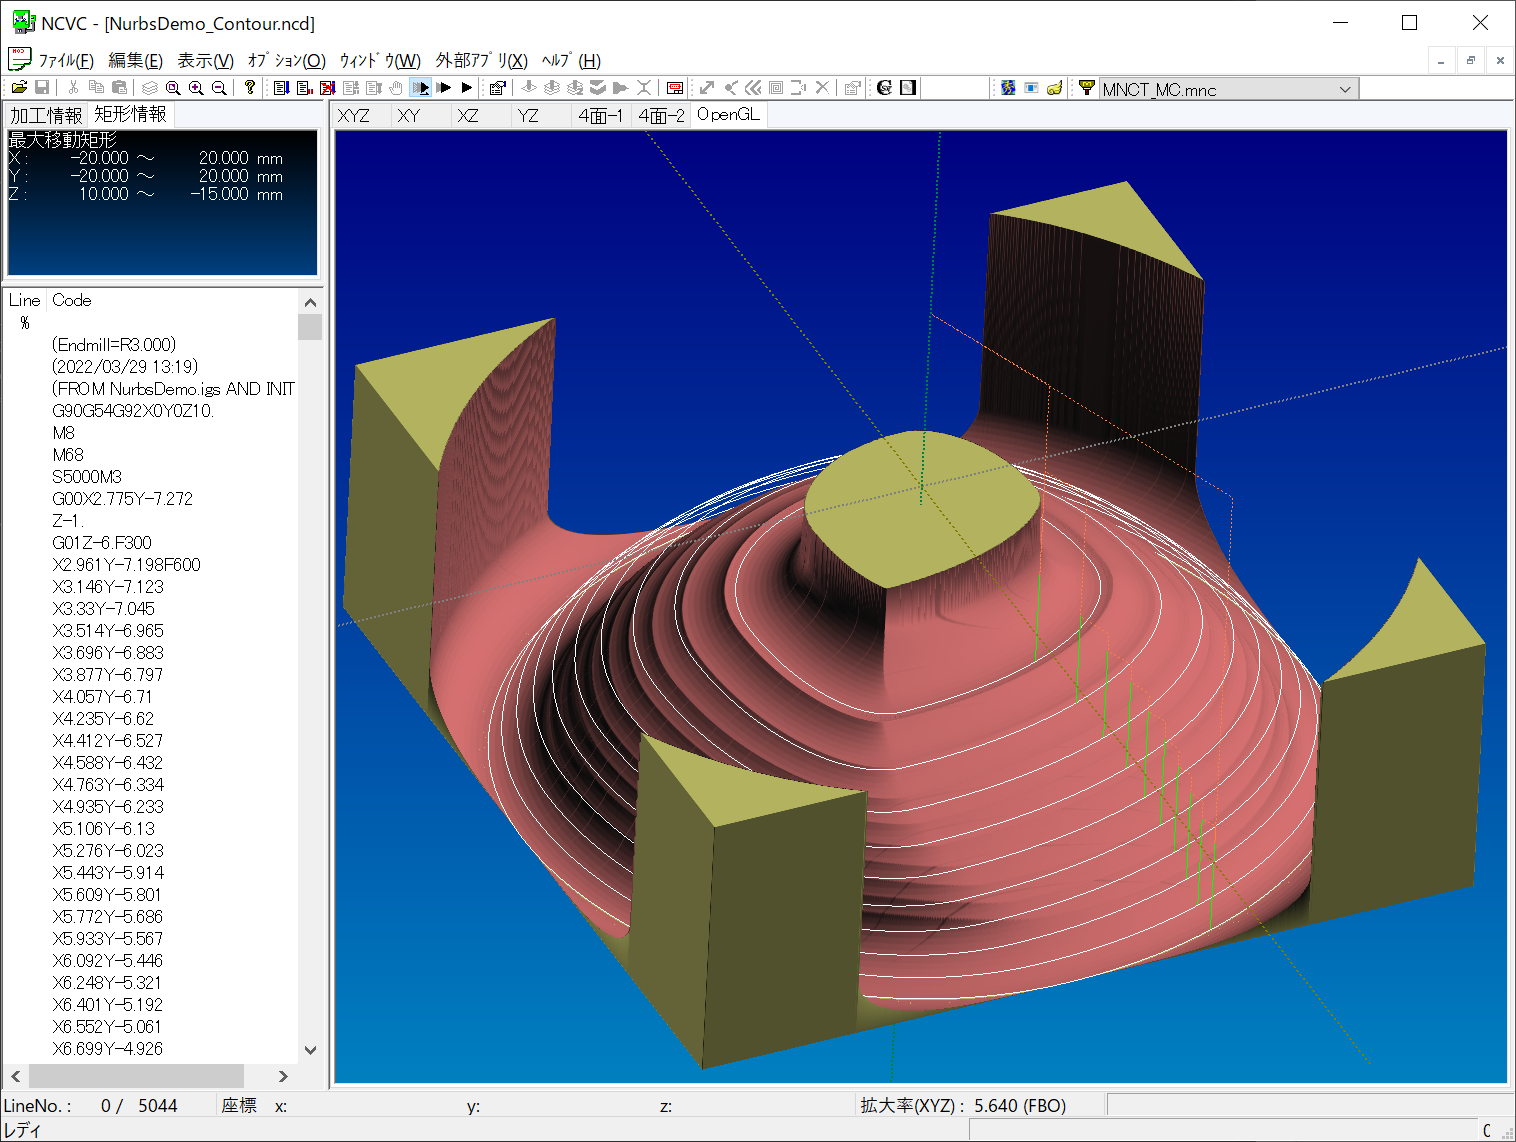 NCVC - [NurbsDemo_Contour.ncd]
ﾌｧｲﾙ(F) 編集(E) 表示(V) ｵﾌﾟｼｮﾝ(O) ｳｨﾝﾄﾞｳ(W) 外部ｱﾌﾟﾘ(X) ﾍﾙﾌﾟ(H)
MNCT_MC.mnc
加工情報 矩形情報
XYZ XY XZ YZ 4面-1 4面-2 OpenGL
最大移動矩形
X : -20.000 ～ 20.000 mm
Y : -20.000 ～ 20.000 mm
Z : 10.000 ～ -15.000 mm
Line Code
%
(Endmill=R3.000)
(2022/03/29 13:19)
(FROM NurbsDemo.igs AND INIT
G90G54G92X0Y0Z10.
M8
M68
S5000M3
G00X2.775Y-7.272
Z-1.
G01Z-6.F300
X2.961Y-7.198F600
X3.146Y-7.123
X3.33Y-7.045
X3.514Y-6.965
X3.696Y-6.883
X3.877Y-6.797
X4.057Y-6.71
X4.235Y-6.62
X4.412Y-6.527
X4.588Y-6.432
X4.763Y-6.334
X4.935Y-6.233
X5.106Y-6.13
X5.276Y-6.023
X5.443Y-5.914
X5.609Y-5.801
X5.772Y-5.686
X5.933Y-5.567
X6.092Y-5.446
X6.248Y-5.321
X6.401Y-5.192
X6.552Y-5.061
X6.699Y-4.926
LineNo. : 0 / 5044 座標 x: y: z: 拡大率(XYZ) : 5.640 (FBO)
レディ